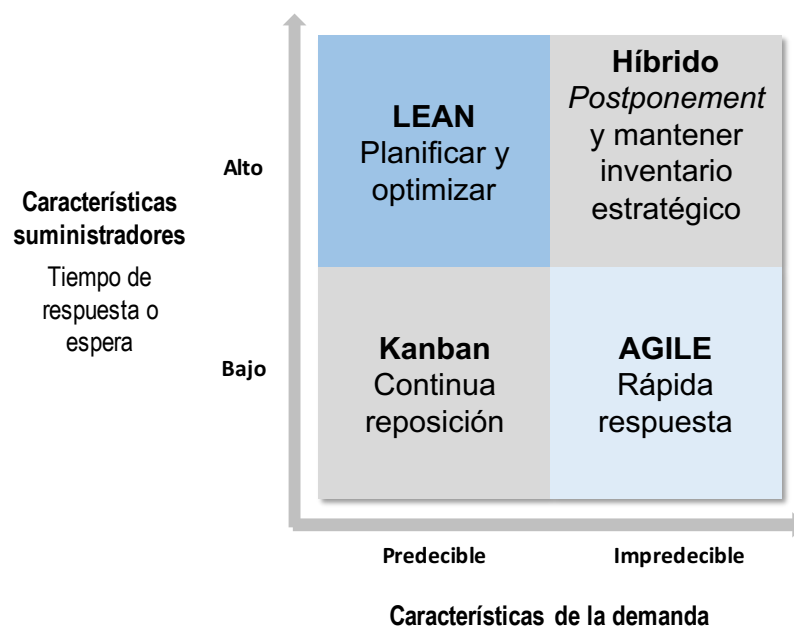 Características
suministradores
Tiempo de
respuesta o
espera
Alto
Bajo
LEAN
Planificar y
optimizar
Híbrido
Postponement
y mantener
inventario
estratégico
Kanban
Continua
reposición
AGILE
Rápida
respuesta
Predecible
Impredecible
Características de la demanda